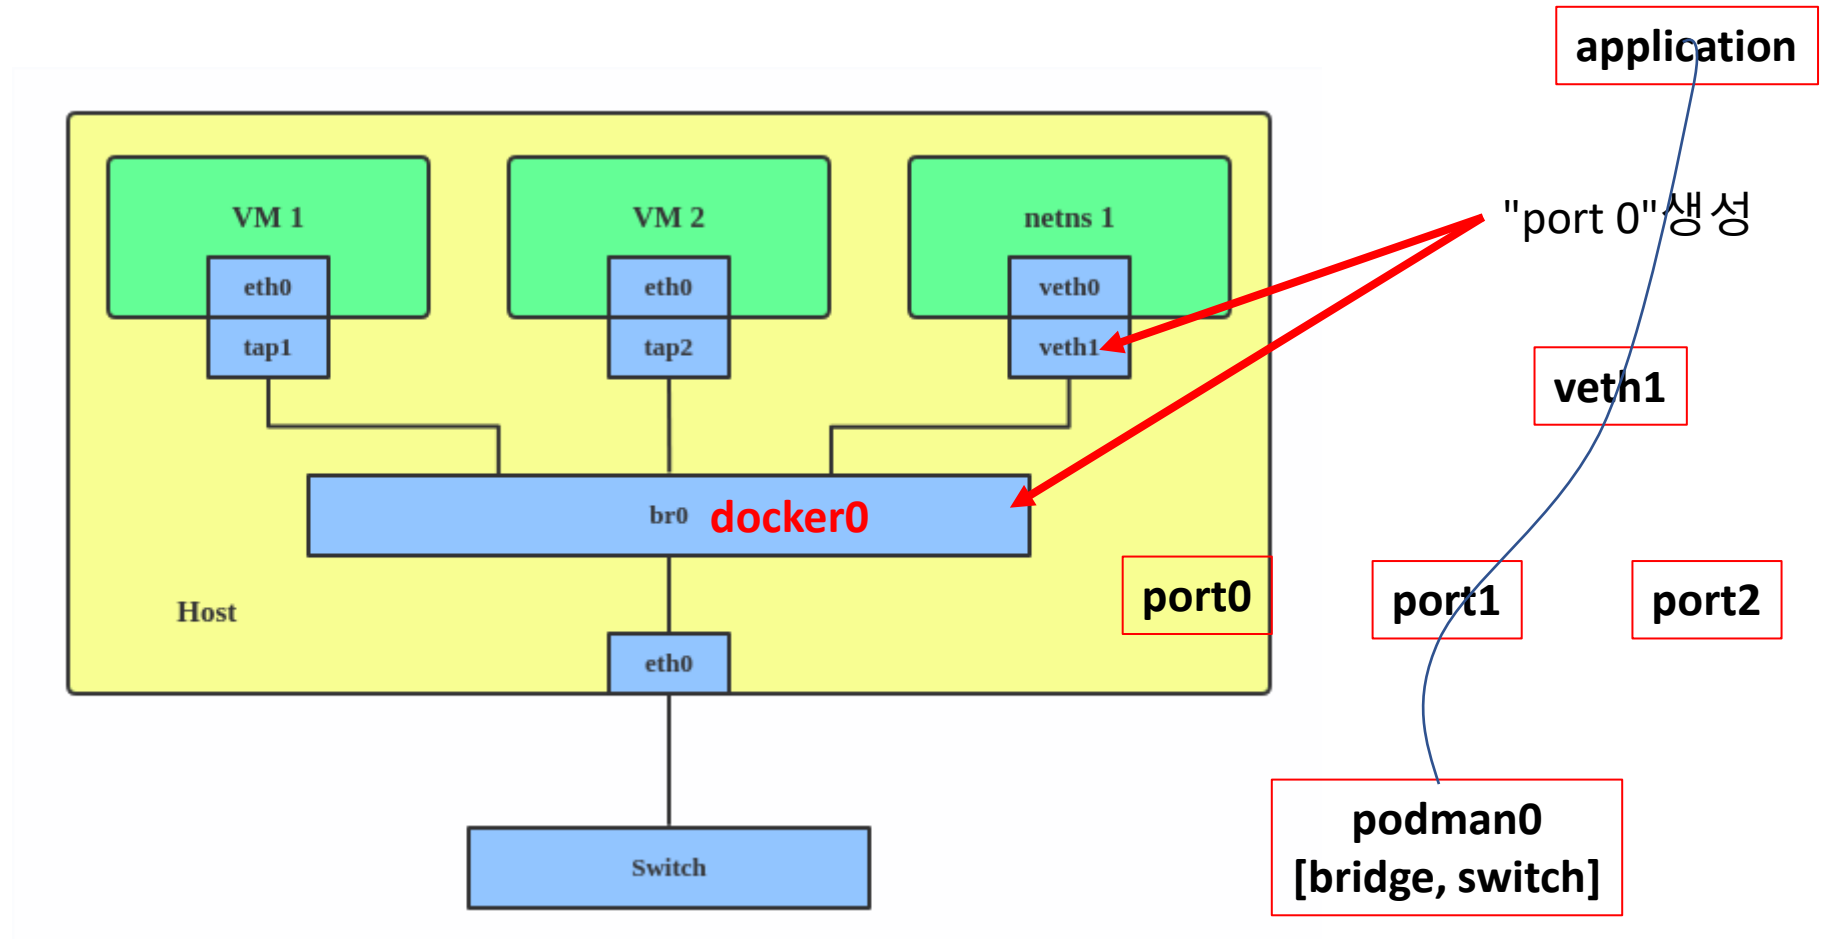 application
VM 1
VM 2
netns 1
"port 0"생성
eth0
eth0
veth0
tap1
tap2
veth1
veth1
br0
docker0
port0
port1
port2
Host
eth0
podman0
[bridge, switch]
Switch